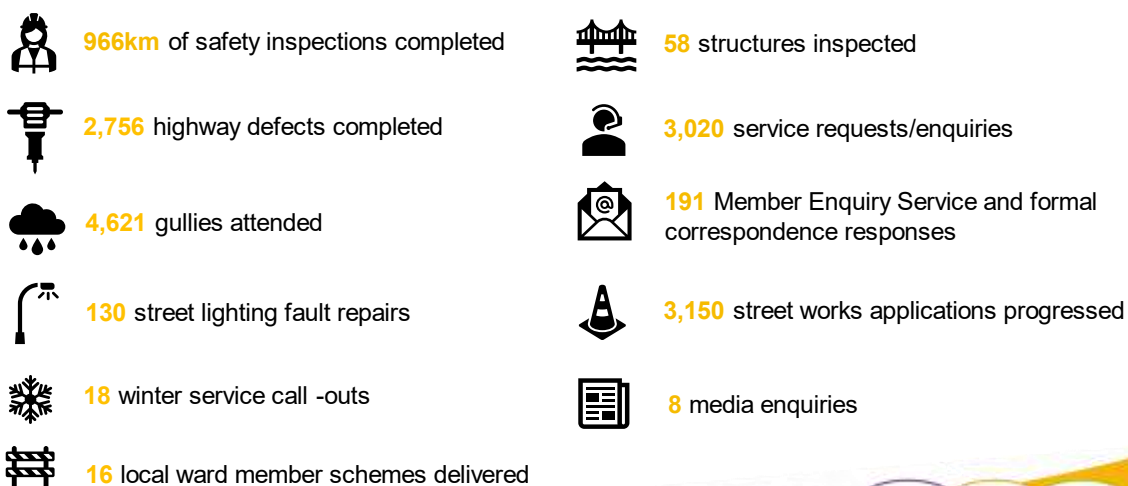 966km of safety inspections completed
2,756 highway defects completed
4,621 gullies attended
130 street lighting fault repairs
18 winter service call -outs
16 local ward member schemes delivered
58 structures inspected
3,020 service requests/enquiries
191 Member Enquiry Service and formal
correspondence responses
3,150 street works applications progressed
8 media enquiries